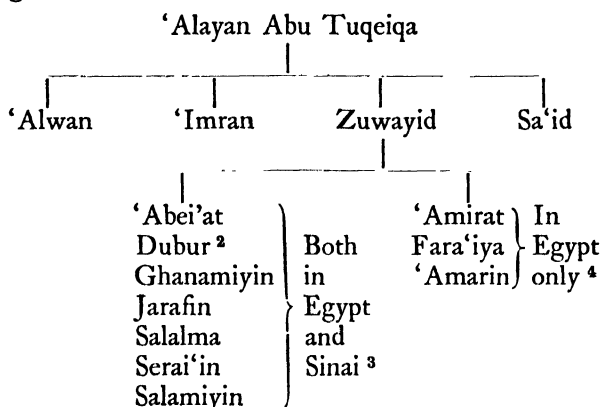 ‘Alayan Abu Tuqeiqa
‘Alwan ‘Imran Zuwayid Sa‘id
‘Abei’at
Dubur ²
Ghanamiyin
Jarafin
Salalma
Serai‘in
Salamiyin
Both
in
Egypt
and
Sinai ³
‘Amirat
Fara‘iya
‘Amarin
In
Egypt
only ⁴